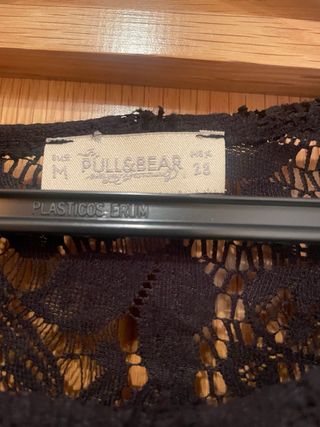 EUR
M
PULL&BEAR
MEX
28
PLASTICOS-ERUM